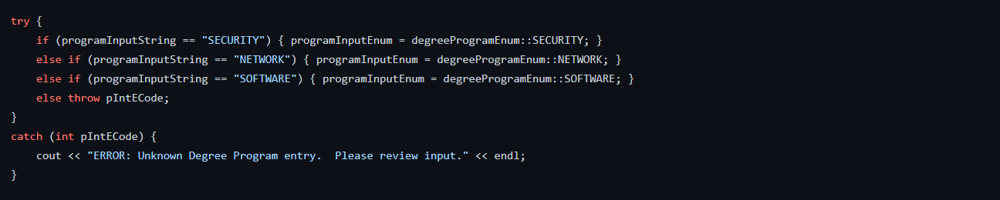 try {
    if (programInputString == "SECURITY") { programInputEnum = degreeProgramEnum::SECURITY; }
    else if (programInputString == "NETWORK") { programInputEnum = degreeProgramEnum::NETWORK; }
    else if (programInputString == "SOFTWARE") { programInputEnum = degreeProgramEnum::SOFTWARE; }
    else throw pIntECode;
}
catch (int pIntECode) {
    cout << "ERROR: Unknown Degree Program entry.  Please review input." << endl;
}